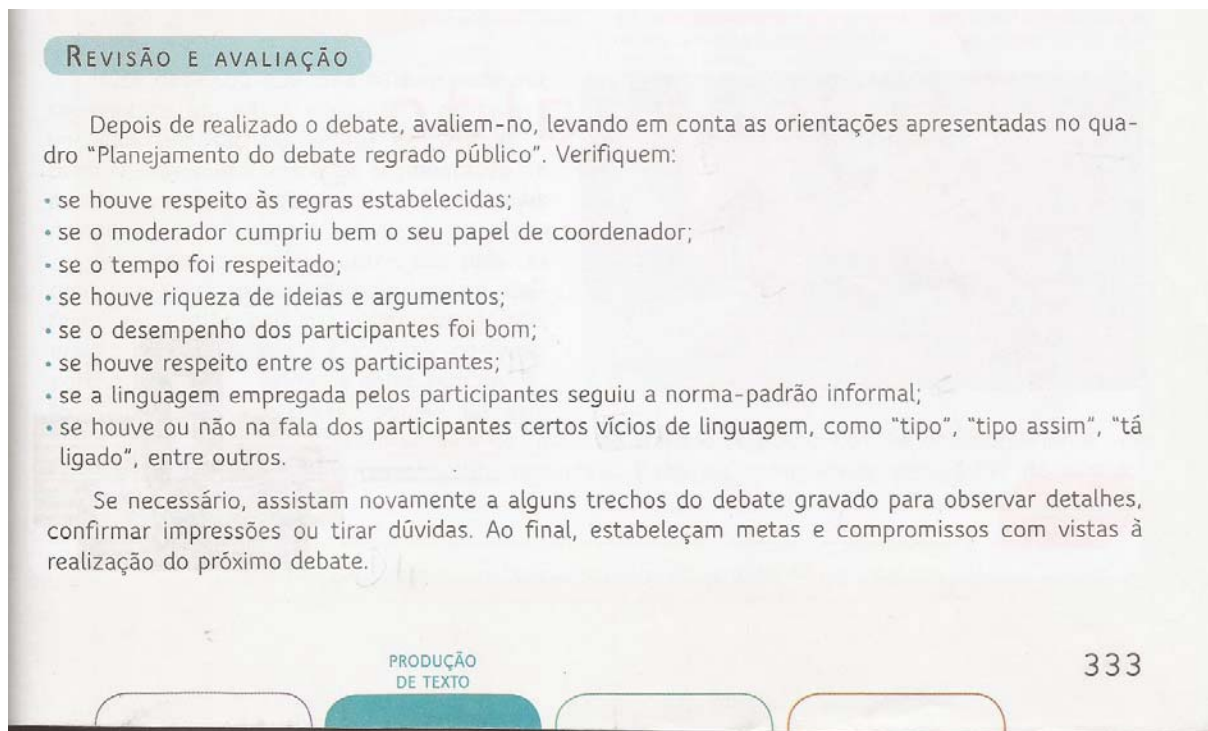 REVISÃO E AVALIAÇÃO
Depois de realizado o debate, avaliem-no, levando em conta as orientações apresentadas no qua-
dro "Planejamento do debate regrado público". Verifiquem:
• se houve respeito às regras estabelecidas;
• se o moderador cumpriu bem o seu papel de coordenador;
• se o tempo foi respeitado;
• se houve riqueza de ideias e argumentos;
• se o desempenho dos participantes foi bom;
• se houve respeito entre os participantes;
• se a linguagem empregada pelos participantes seguiu a norma-padrão informal;
• se houve ou não na fala dos participantes certos vícios de linguagem, como "tipo", "tipo assim", "tá
ligado", entre outros.
Se necessário, assistam novamente a alguns trechos do debate gravado para observar detalhes,
confirmar impressões ou tirar dúvidas. Ao final, estabeleçam metas e compromissos com vistas à
realização do próximo debate.
PRODUÇÃO
DE TEXTO
333